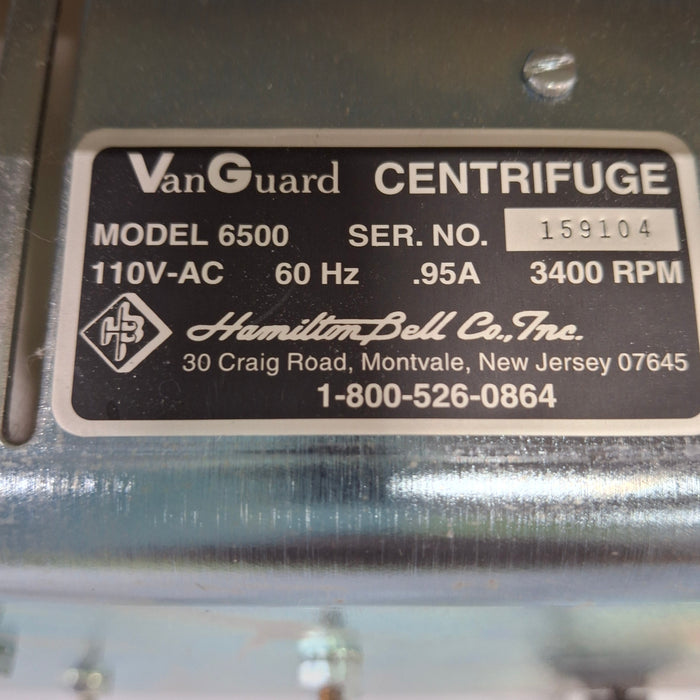 VanGuard CENTRIFUGE
MODEL 6500 SER. NO. 159104
110V-AC 60 Hz .95A 3400 RPM
HB Hamilton Bell Co., Inc.
30 Craig Road, Montvale, New Jersey 07645
1-800-526-0864